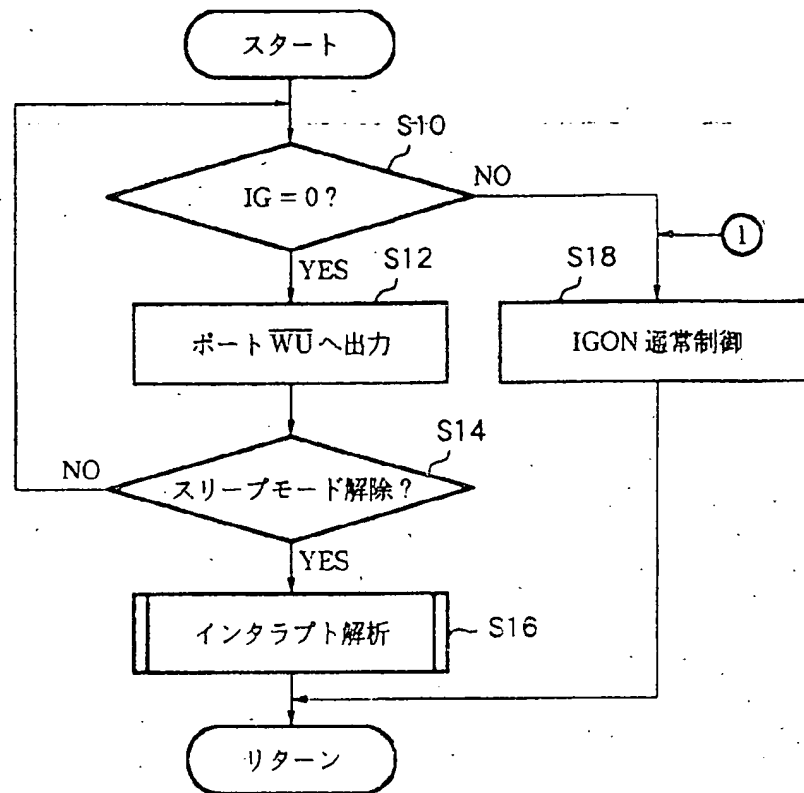 スタート
S10
IG = 0 ?
NO
1
YES
S12
S18
ポート W̅U̅ へ出力
IGON 通常制御
S14
NO
スリープモード解除 ?
YES
インタラプト解析
S16
リターン